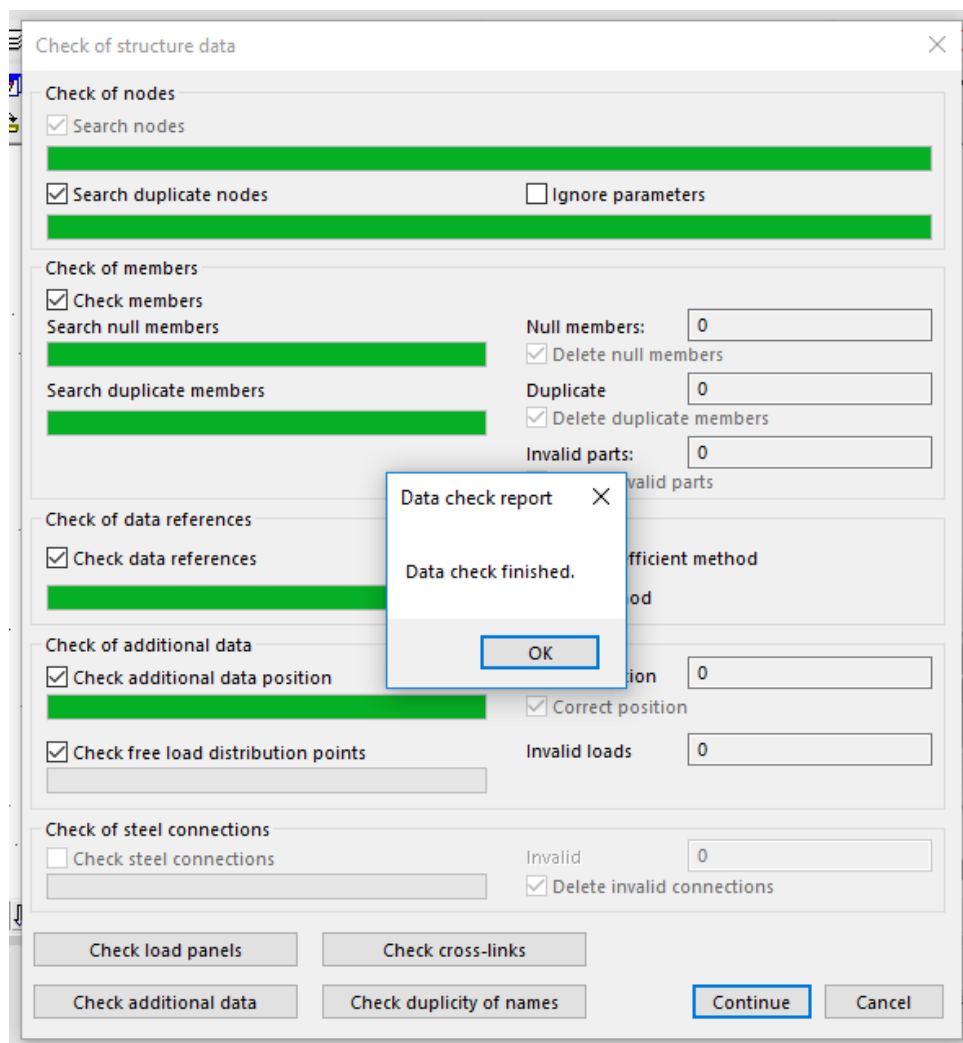 Check of structure data
Check of nodes
Search nodes
Search duplicate nodes
Ignore parameters
Check of members
Check members
Search null members
Null members:
0
Delete null members
Search duplicate members
Duplicate
0
Delete duplicate members
Invalid parts:
0
parts
Data check report
Data check finished.
OK
Check of data references
Check data references
method
Check of additional data
Check additional data position
0
Correct position
Check free load distribution points
Invalid loads
0
Check of steel connections
Check steel connections
Invalid
0
Delete invalid connections
Check load panels
Check cross-links
Check additional data
Check duplicity of names
Continue
Cancel